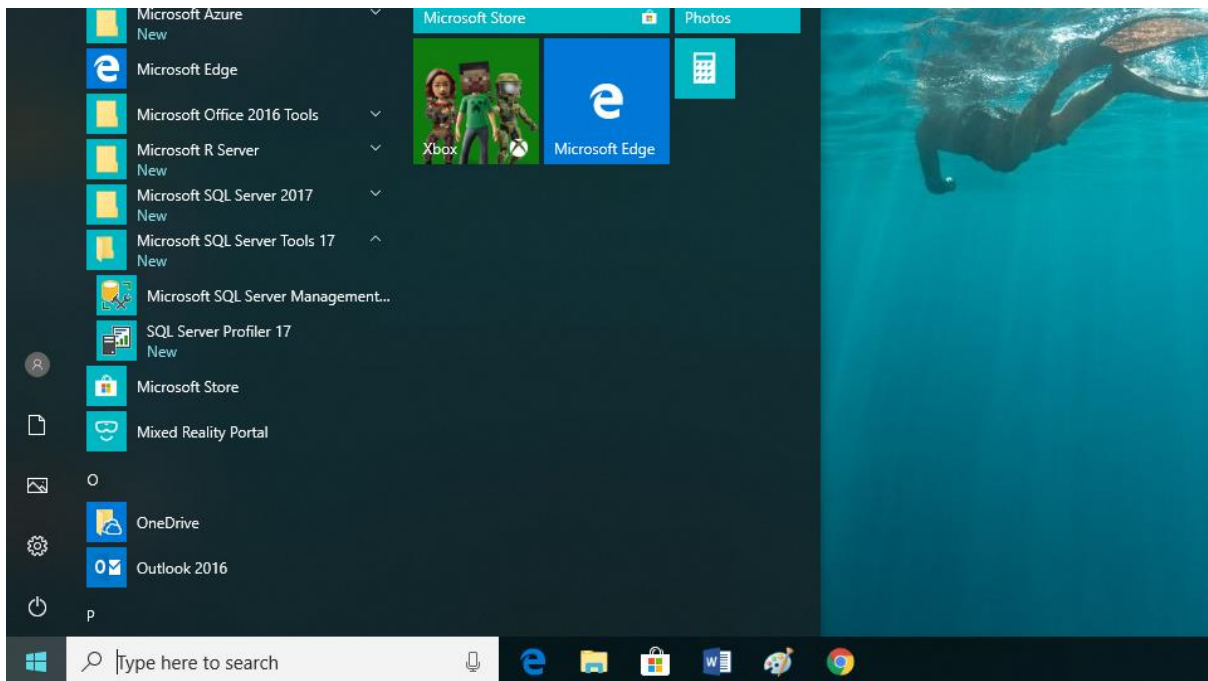 Microsoft Azure
New
Microsoft Edge
Microsoft Office 2016 Tools
Microsoft R Server
New
Microsoft SQL Server 2017
New
Microsoft SQL Server Tools 17
New
Microsoft SQL Server Management...
SQL Server Profiler 17
New
Microsoft Store
Mixed Reality Portal
O
OneDrive
Outlook 2016
P
Microsoft Store
Photos
Xbox
Microsoft Edge
Type here to search